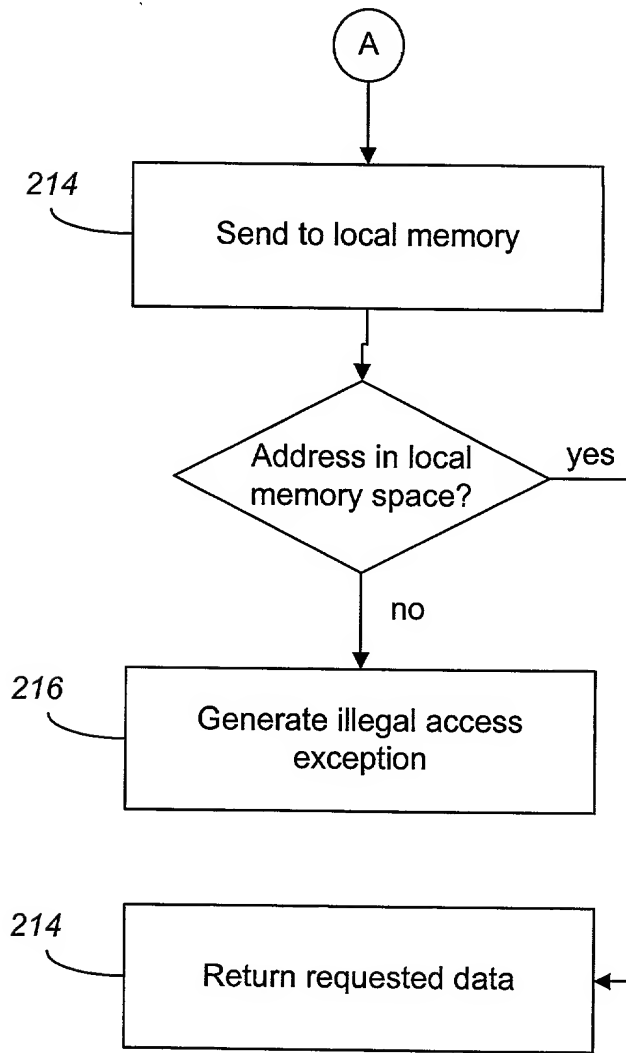 A
214
Send to local memory
Address in local
memory space?
yes
no
216
Generate illegal access
exception
214
Return requested data